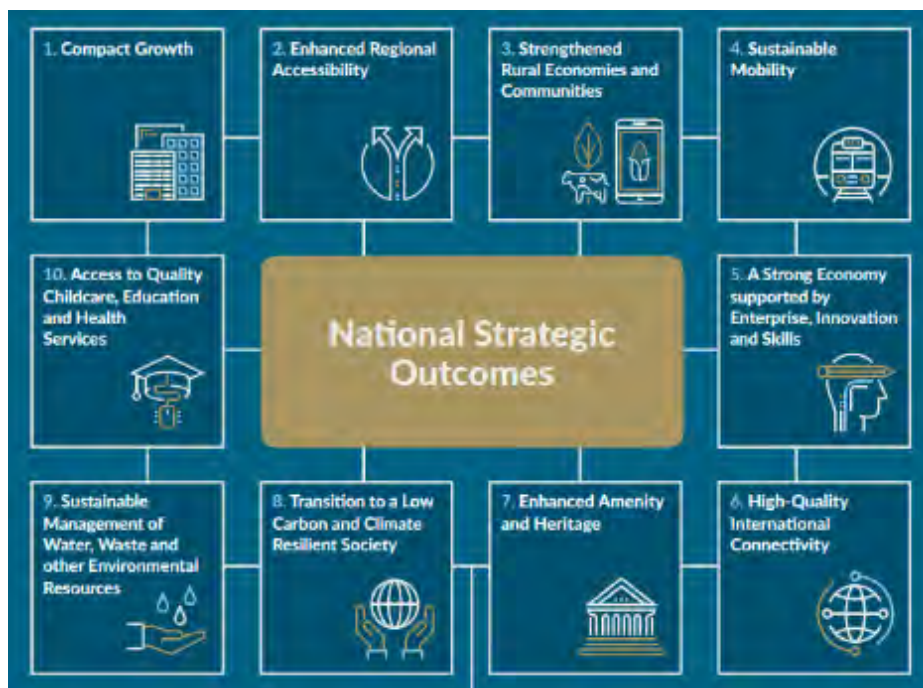 1. Compact Growth
2. Enhanced Regional
Accessibility
3. Strengthened
Rural Economies and
Communities
4. Sustainable
Mobility
10. Access to Quality
Childcare, Education
and Health
Services
National Strategic
Outcomes
5. A Strong Economy
supported by
Enterprise, Innovation
and Skills
9. Sustainable
Management of
Water, Waste and
other Environmental
Resources
8. Transition to a Low
Carbon and Climate
Resilient Society
7. Enhanced Amenity
and Heritage
6. High-Quality
International
Connectivity